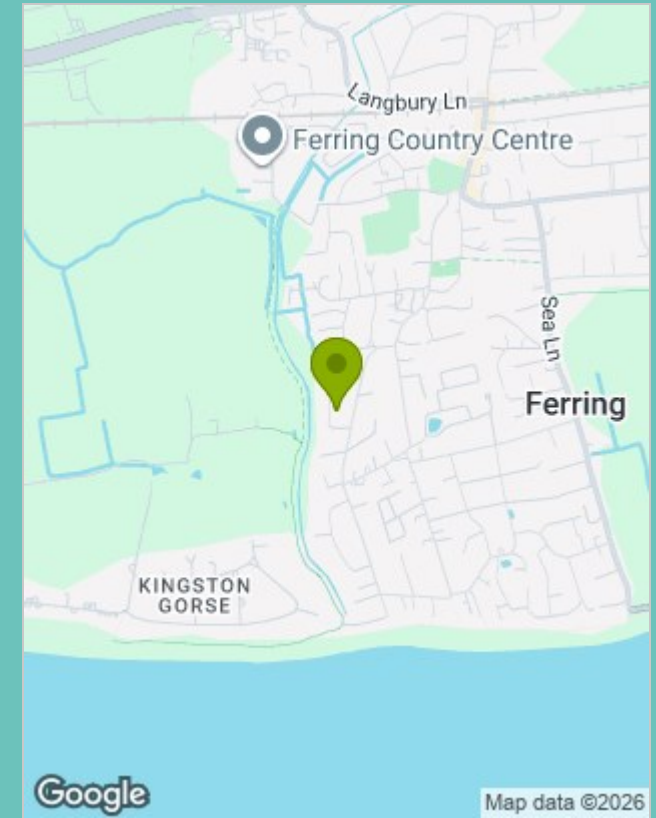 Langbury Ln
Ferring Country Centre
Sea Ln
Ferring
KINGSTON
GORSE
Google
Map data ©2026